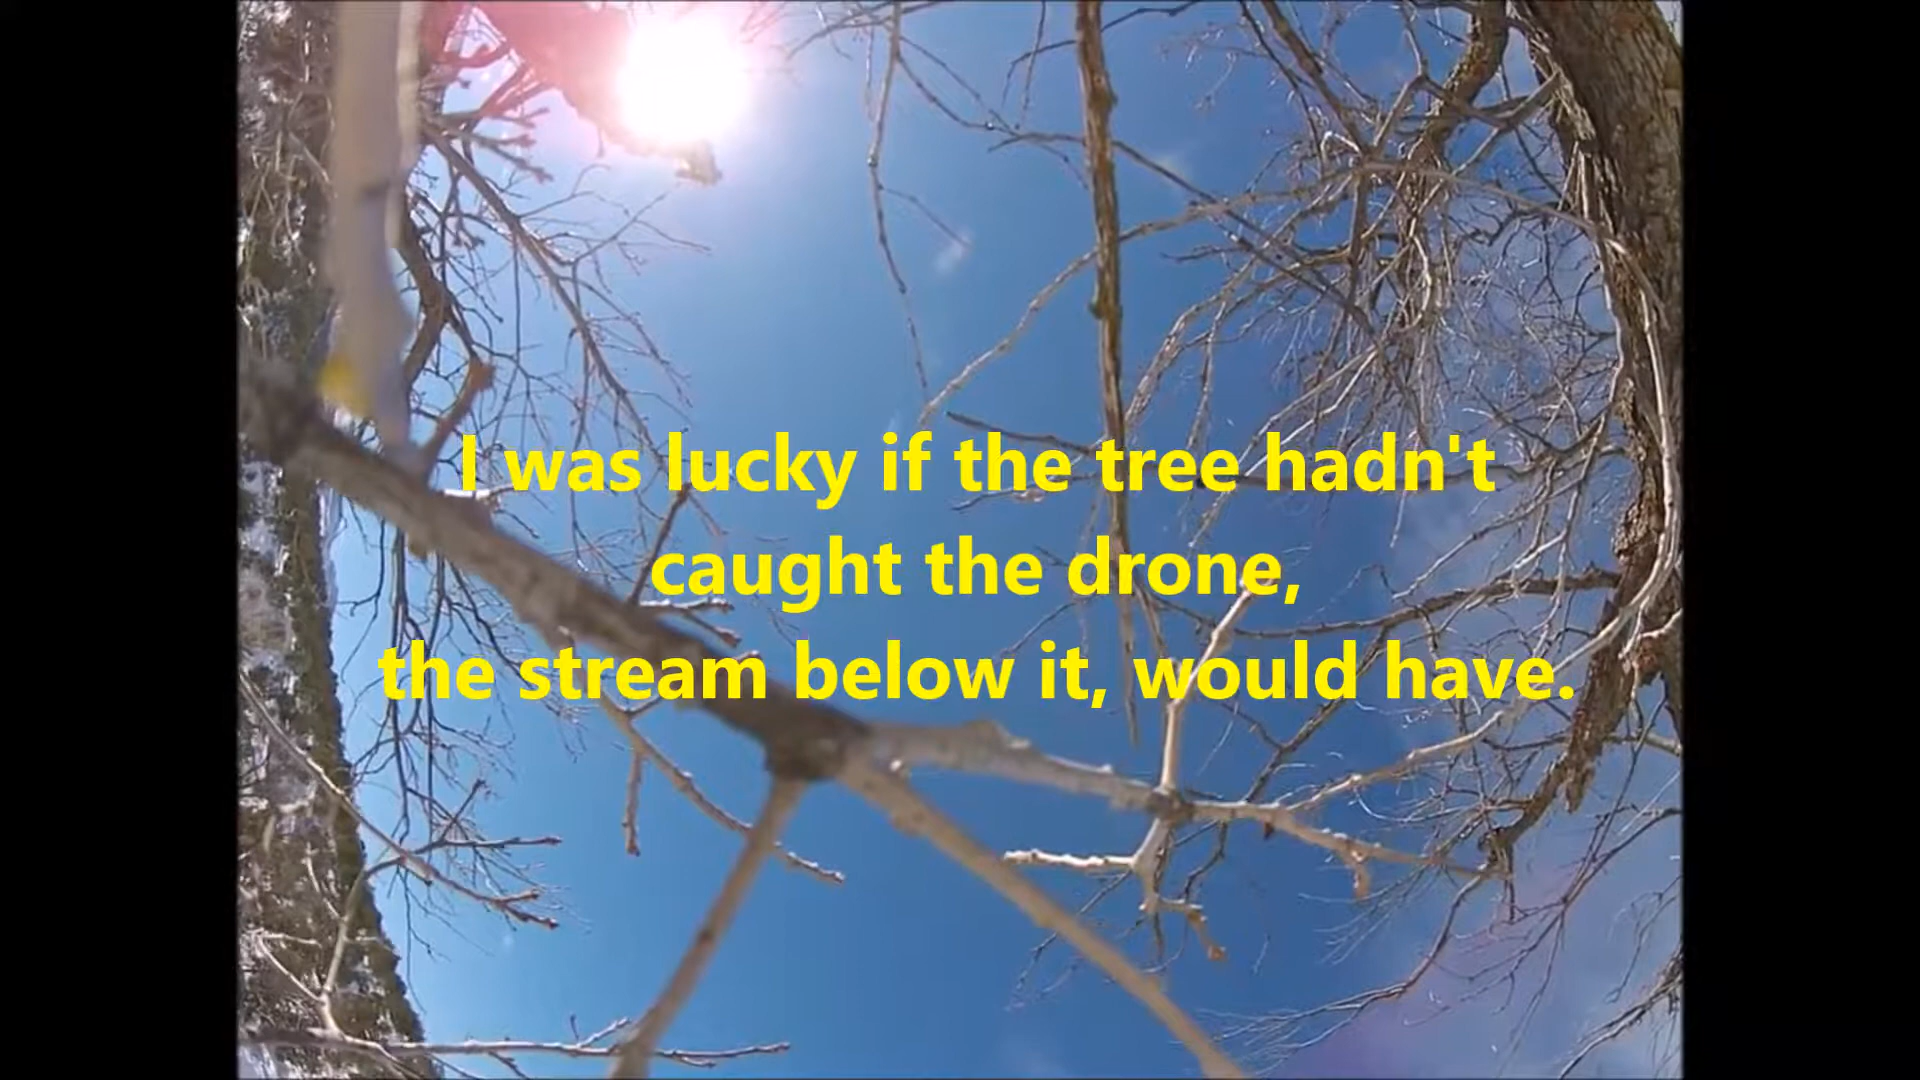 I was lucky if the tree hadn't
caught the drone,
the stream below it, would have.